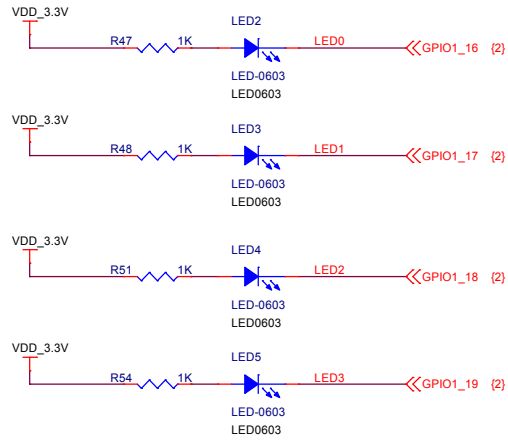 VDD_3.3V
LED2
R47 1K LED0 GPIO1_16 {2}
LED-0603
LED0603
VDD_3.3V
LED3
R48 1K LED1 GPIO1_17 {2}
LED-0603
LED0603
VDD_3.3V
LED4
R51 1K LED2 GPIO1_18 {2}
LED-0603
LED0603
VDD_3.3V
LED5
R54 1K LED3 GPIO1_19 {2}
LED-0603
LED0603